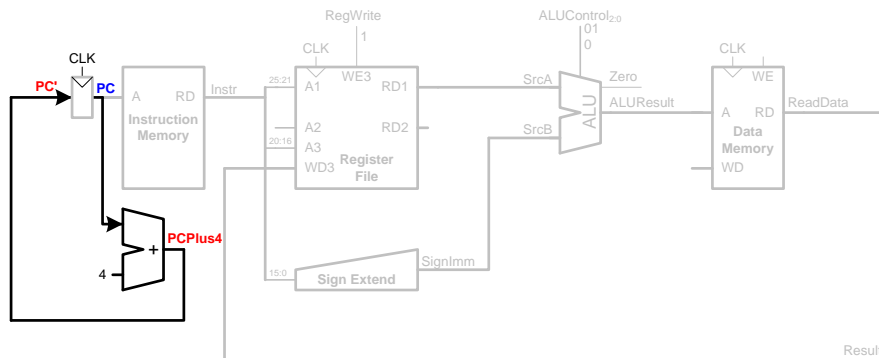 RegWrite
ALUControl2:0
1
01
0
CLK
CLK
CLK
PC'
PC
A
RD
Instr
Instruction
Memory
25:21
A1
WE3
RD1
A2
RD2
20:16
A3
WD3
Register
File
SrcA
SrcB
ALU
Zero
ALUResult
WE
A
RD
ReadData
Data
Memory
WD
PCPlus4
+
4
15:0
Sign Extend
SignImm
Result